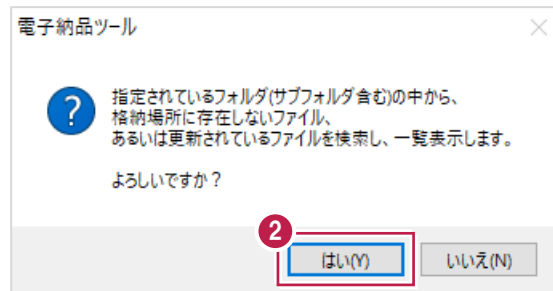 電子納品ツール
指定されているフォルダ(サブフォルダ含む)の中から、
格納場所に存在しないファイル、
あるいは更新されているファイルを検索し、一覧表示します。
よろしいですか？
2
はい(Y)
いいえ(N)